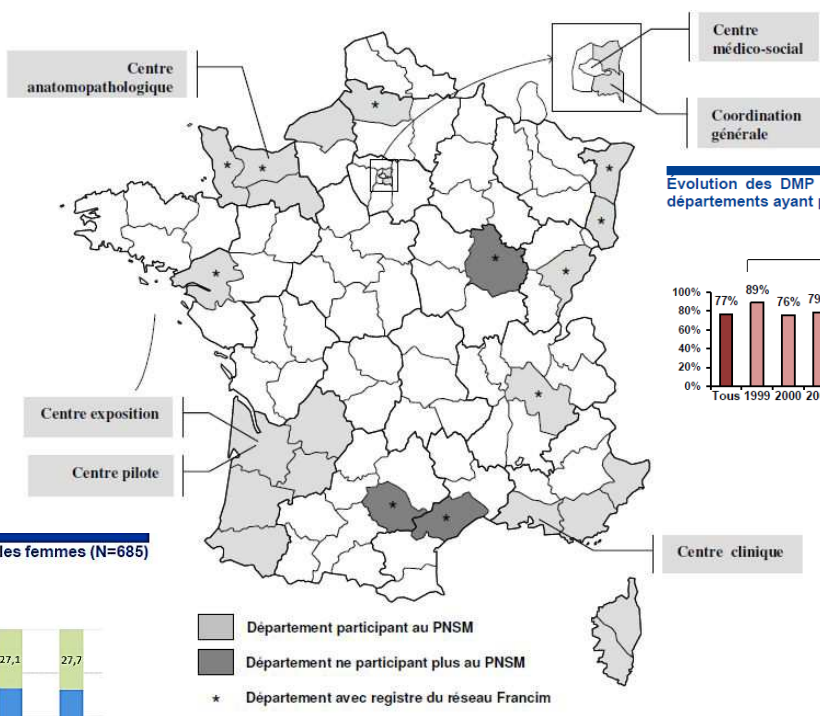 Centre
médico-social
Centre
anatomopathologique
Coordination
générale
Évolution des DMP
départements ayant
100%
80%
60%
40%
20%
0%
77%
89%
76%
Tous 1999 2000
Centre exposition
Centre pilote
les femmes (N=685)
Centre clinique
27,1
27,7
Département participant au PNSM
Département ne participant plus au PNSM
* Département avec registre du réseau Francim